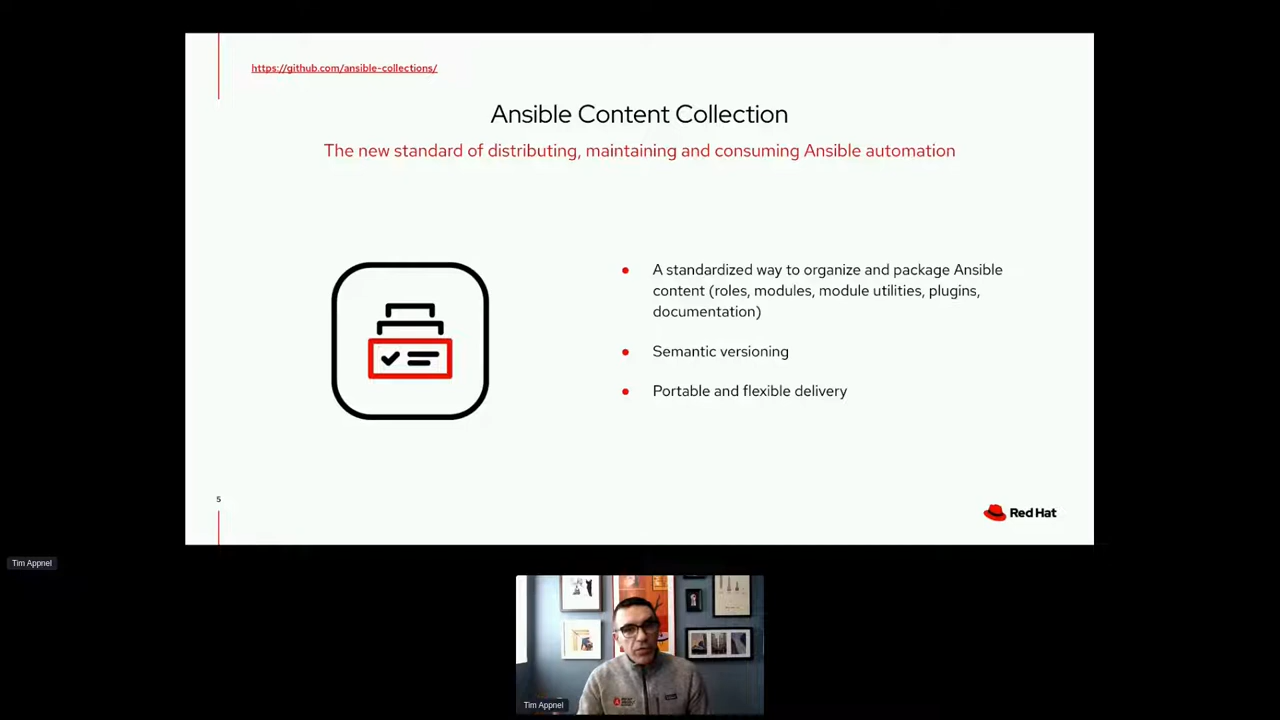 https://github.com/ansible-collections/
Ansible Content Collection
The new standard of distributing, maintaining and consuming Ansible automation
A standardized way to organize and package Ansible
content (roles, modules, module utilities, plugins,
documentation)
Semantic versioning
Portable and flexible delivery
5
Red Hat
Tim Appnel
Tim Appnel